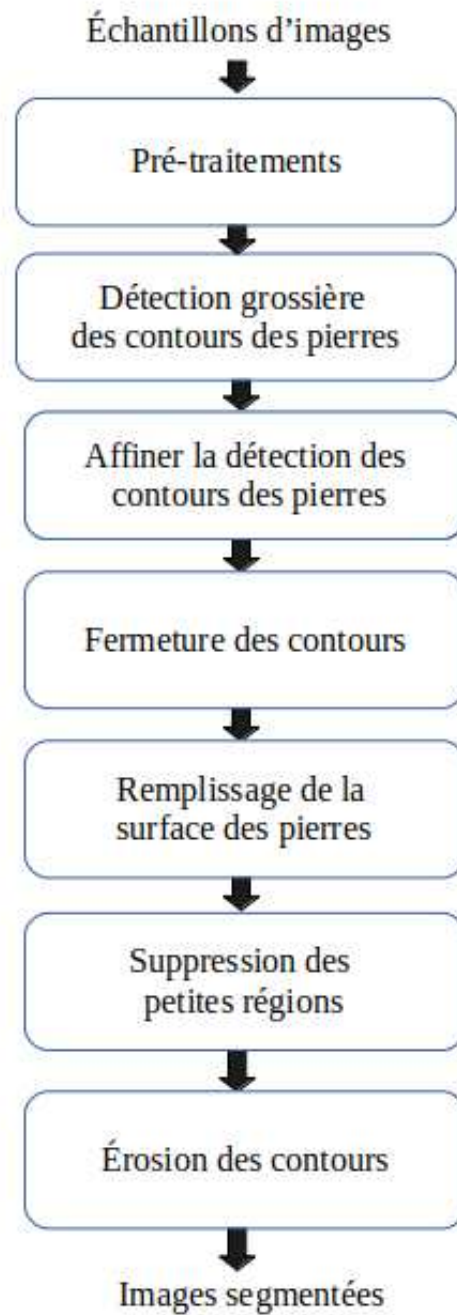 Échantillons d’images
Pré-traitements
Détection grossière
des contours des pierres
Affiner la détection des
contours des pierres
Fermeture des contours
Remplissage de la
surface des pierres
Suppression des
petites régions
Érosion des contours
Images segmentées